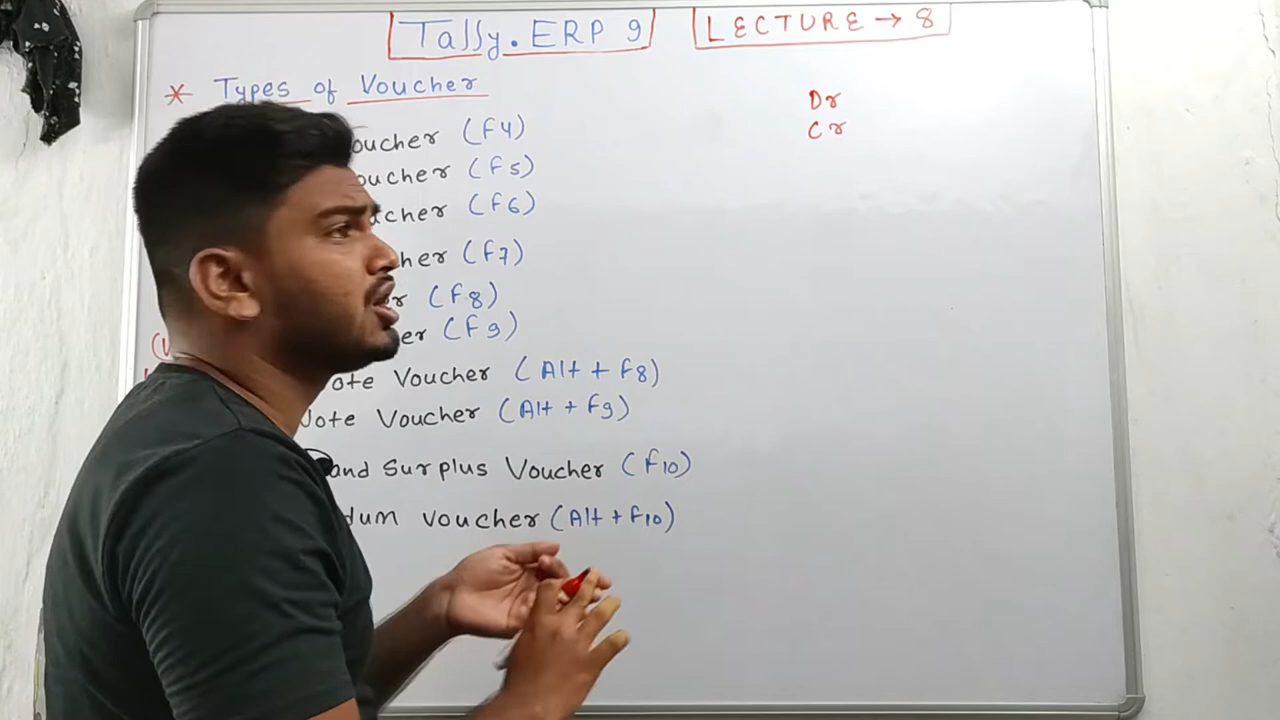 Tally.ERP 9
LECTURE → 8
* Types of Voucher
Dr
Cr
oucher (F4)
oucher (F5)
ucher (F6)
cher (F7)
r (F8)
er (F9)
ote Voucher (Alt + F8)
Note Voucher (Alt + F9)
and Surplus Voucher (F10)
dum Voucher (Alt + F10)